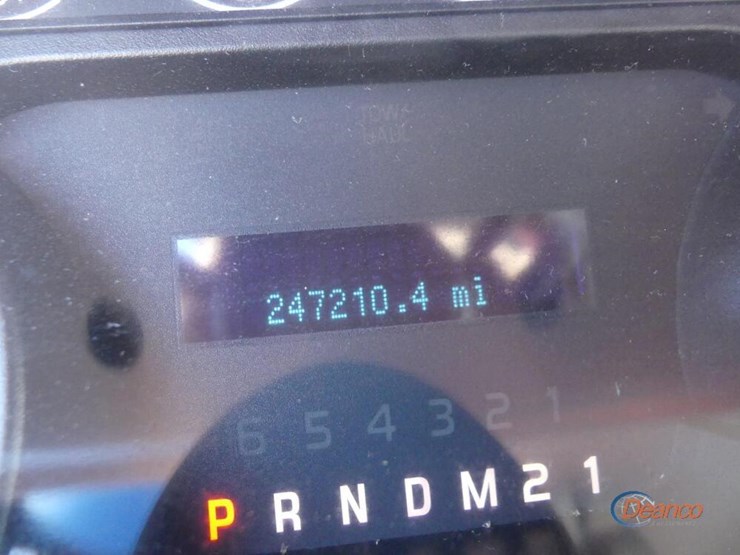 TOW/
HAUL
247210.4 mi
6 5 4 3 2 1
P R N D M 2 1
Deanco